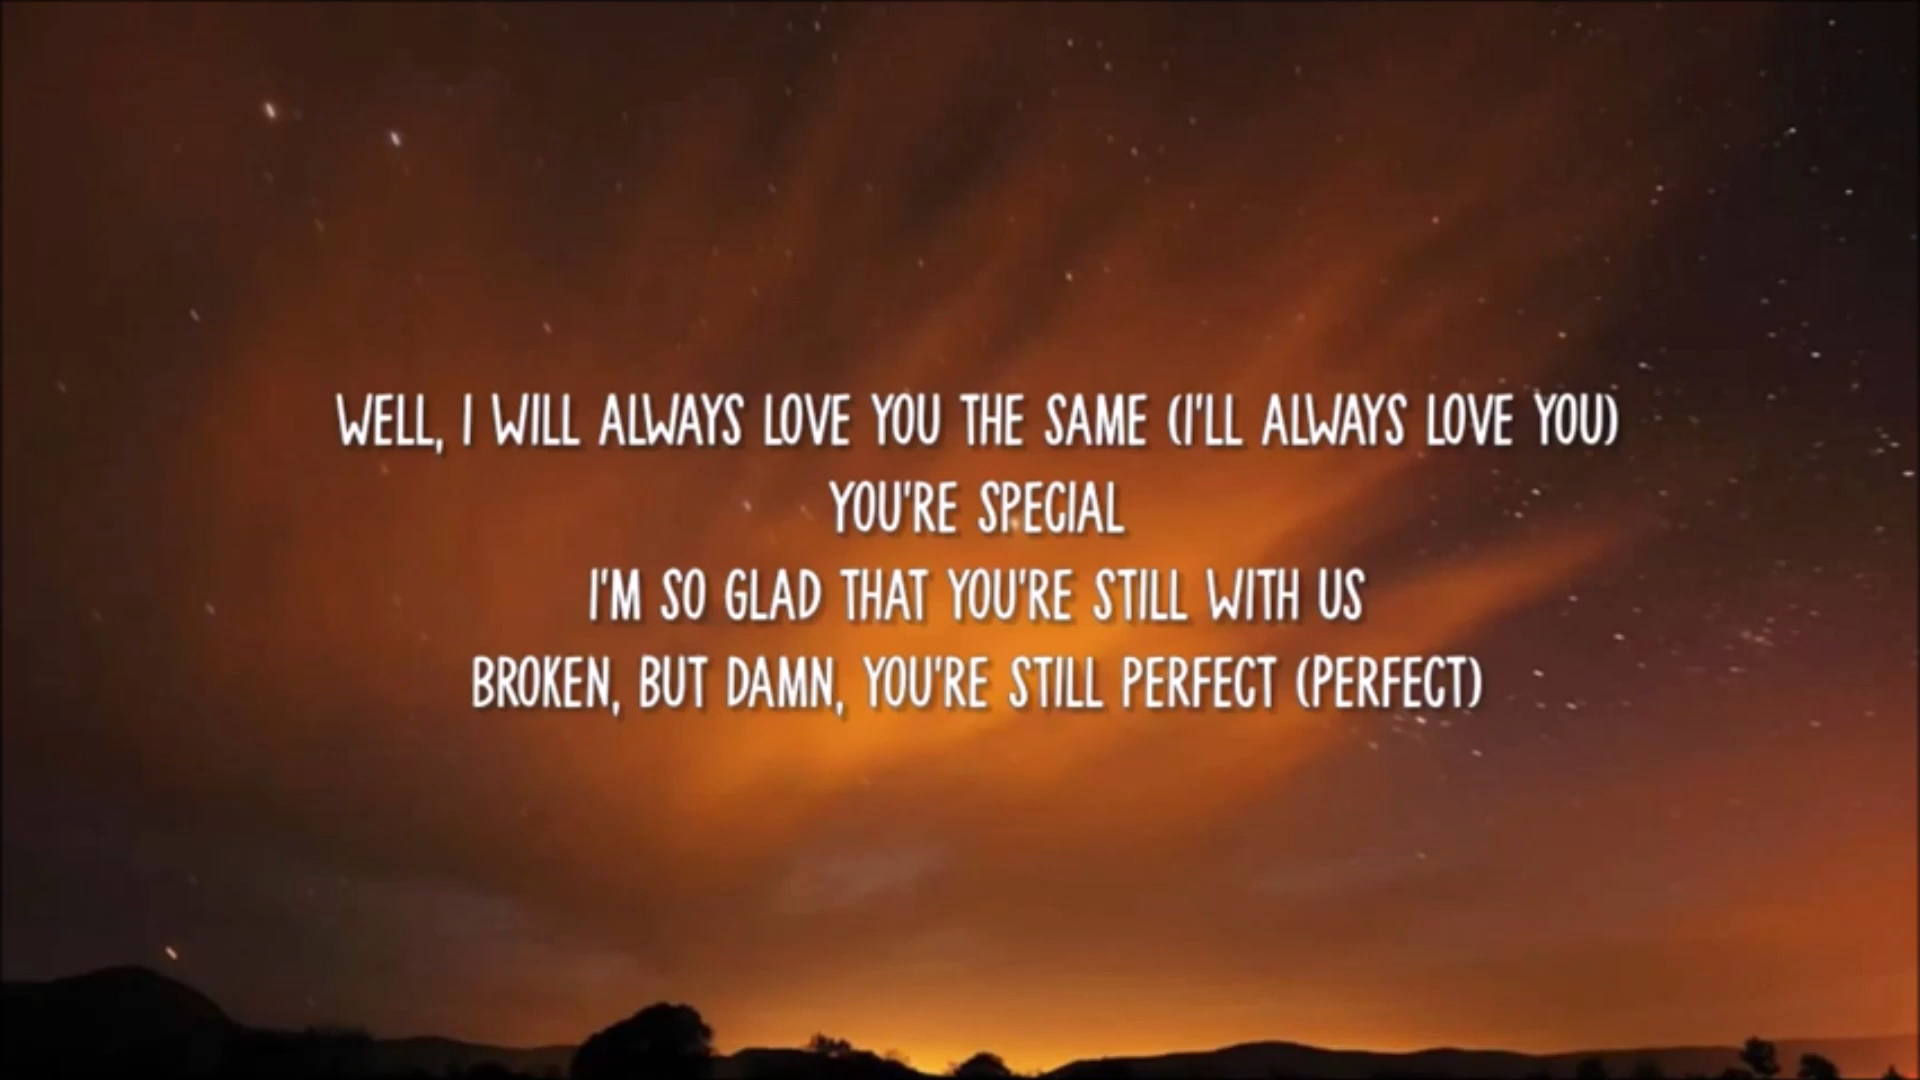 WELL, I WILL ALWAYS LOVE YOU THE SAME (I'LL ALWAYS LOVE YOU)
YOU'RE SPECIAL
I'M SO GLAD THAT YOU'RE STILL WITH US
BROKEN, BUT DAMN, YOU'RE STILL PERFECT (PERFECT)